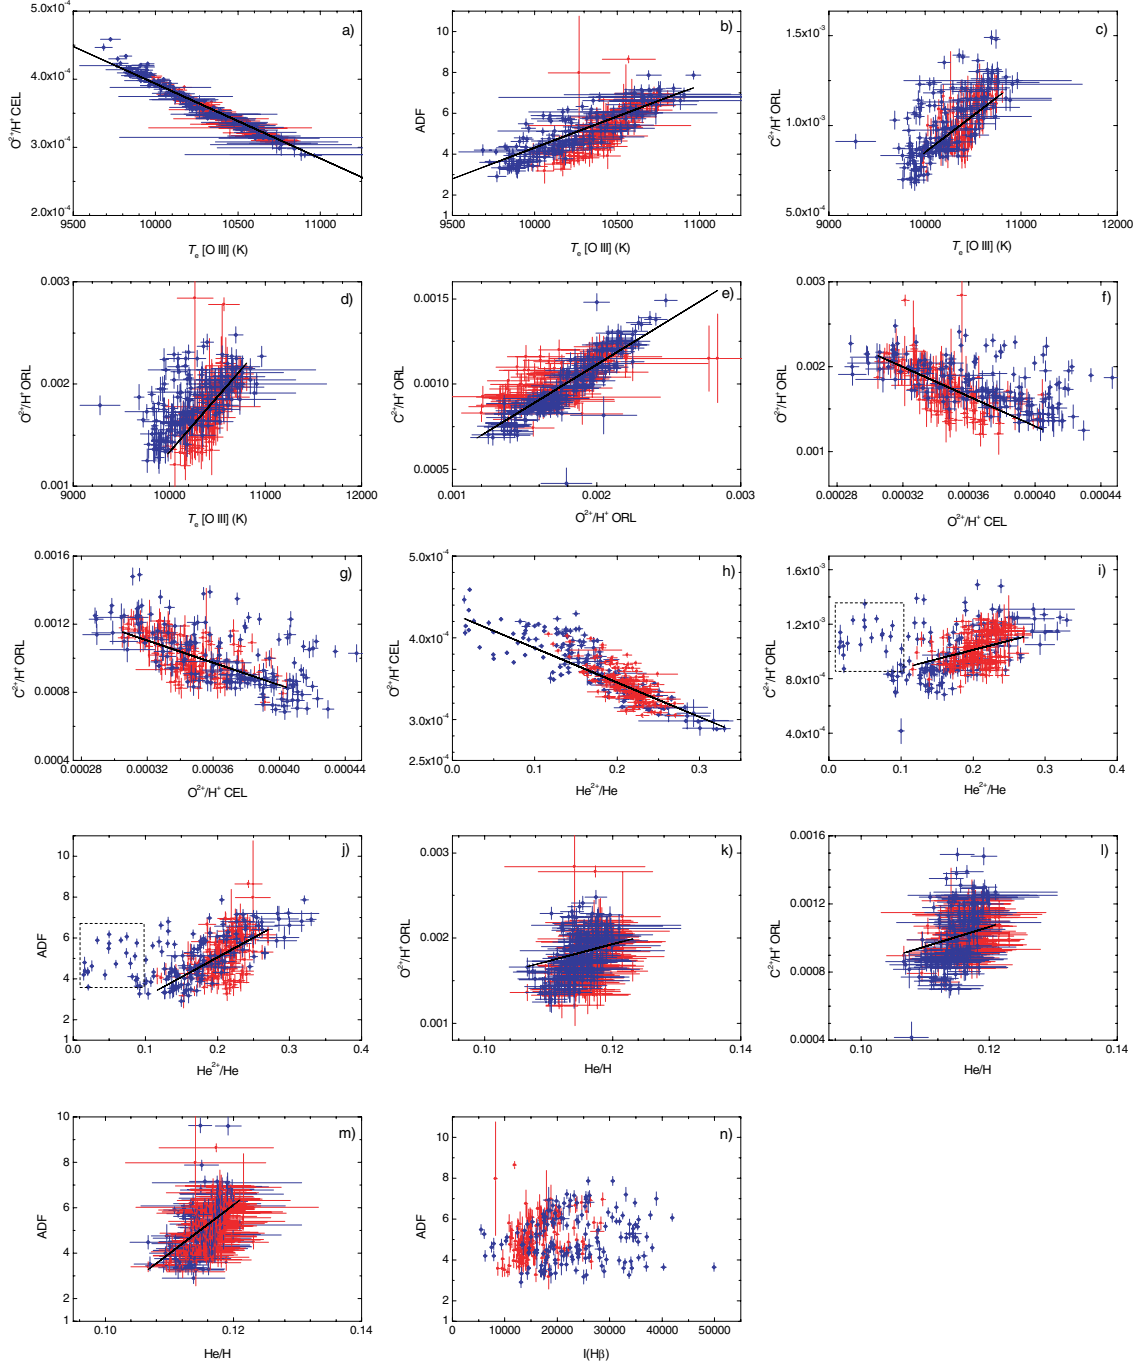 a)
5.0x10⁻⁴
4.0x10⁻⁴
3.0x10⁻⁴
2.0x10⁻⁴
O²⁺/H⁺ CEL
9500 10000 10500 11000
Tₑ [O III] (K)
b)
10
8
6
4
2
1
ADF
9500 10000 10500 11000
Tₑ [O III] (K)
c)
1.5x10⁻³
1.0x10⁻³
5.0x10⁻⁴
C²⁺/H⁺ ORL
9000 10000 11000 12000
Tₑ [O III] (K)
d)
0.003
0.002
0.001
O²⁺/H⁺ ORL
9000 10000 11000 12000
Tₑ [O III] (K)
e)
0.0015
0.0010
0.0005
C²⁺/H⁺ ORL
0.001 0.002 0.003
O²⁺/H⁺ ORL
f)
0.003
0.002
0.001
O²⁺/H⁺ ORL
0.00028 0.00032 0.00036 0.00040 0.00044
O²⁺/H⁺ CEL
g)
0.0016
0.0012
0.0008
0.0004
C²⁺/H⁺ ORL
0.00028 0.00032 0.00036 0.00040 0.00044
O²⁺/H⁺ CEL
h)
5.0x10⁻⁴
4.0x10⁻⁴
3.0x10⁻⁴
2.5x10⁻⁴
O²⁺/H⁺ CEL
0.0 0.1 0.2 0.3
He²⁺/He
i)
1.6x10⁻³
1.2x10⁻³
8.0x10⁻⁴
4.0x10⁻⁴
C²⁺/H⁺ ORL
0.0 0.1 0.2 0.3 0.4
He²⁺/He
j)
10
8
6
4
2
1
ADF
0.0 0.1 0.2 0.3 0.4
He²⁺/He
k)
0.003
0.002
0.001
O²⁺/H⁺ ORL
0.10 0.12 0.14
He/H
l)
0.0016
0.0012
0.0008
0.0004
C²⁺/H⁺ ORL
0.10 0.12 0.14
He/H
m)
10
8
6
4
2
1
ADF
0.10 0.12 0.14
He/H
n)
10
8
6
4
2
1
ADF
0 10000 20000 30000 40000 50000
I(Hβ)